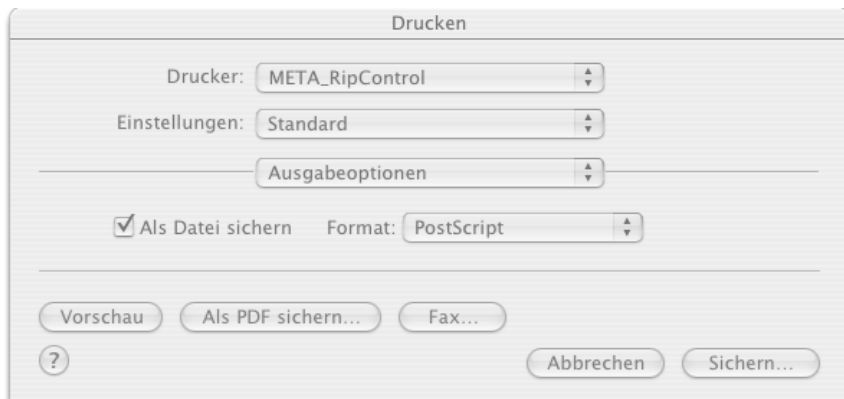 Drucken
Drucker: META_RipControl
Einstellungen: Standard
Ausgabeoptionen
Als Datei sichern Format: PostScript
Vorschau Als PDF sichern... Fax...
? Abbrechen Sichern...